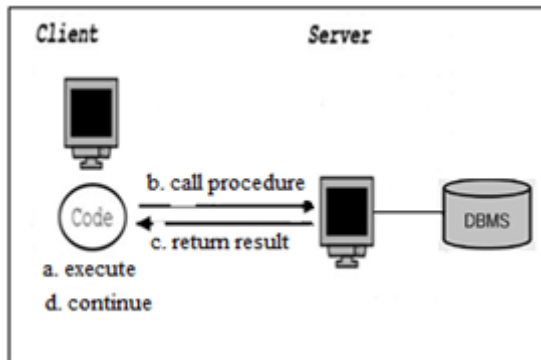 Client Server
b. call procedure
Code
DBMS
c. return result
a. execute
d. continue